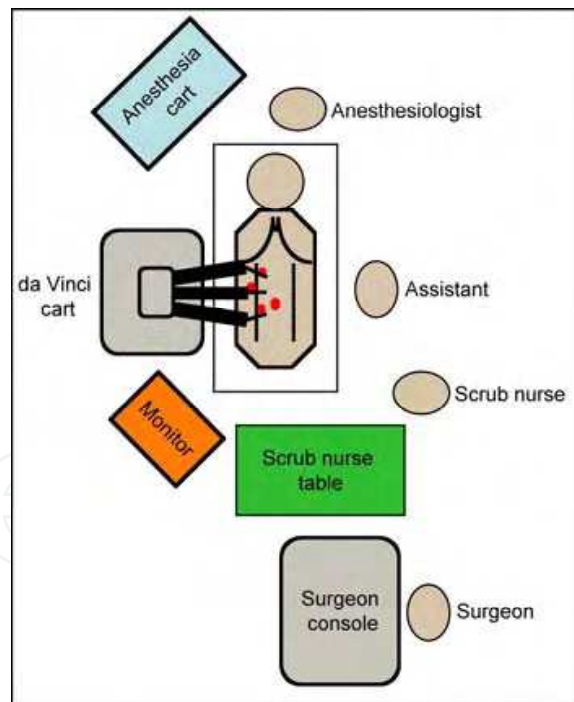 Anesthesia
cart
Anesthesiologist
da Vinci
cart
Assistant
Scrub nurse
Monitor
Scrub nurse
table
Surgeon
console
Surgeon